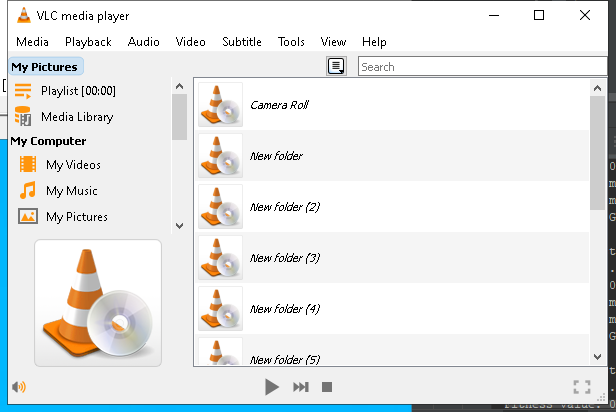 VLC media player
Media Playback Audio Video Subtitle Tools View Help
My Pictures
Search
Playlist [00:00]
Media Library
My Computer
My Videos
My Music
My Pictures
Camera Roll
New folder
New folder (2)
New folder (3)
New folder (4)
New folder (5)
fitness value: 0